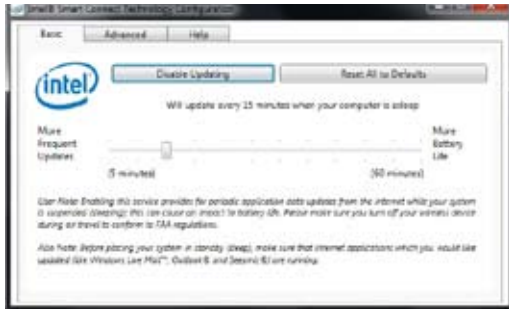 Intel® Smart Connect Technology Configuration
Basic Advanced Help
intel
Disable Updating Reset All to Defaults
Will update every 15 minutes when your computer is asleep
More
Frequent
Updates
More
Battery
Life
(5 minutes) (60 minutes)
User Note: Enabling this service provides for periodic application data updates from the internet while your system
is suspended (sleeping); this can cause an impact to battery life. Please make sure you turn off your wireless device
during air travel to conform to FAA regulations.
Also Note: Before placing your system in standby (sleep), make sure that internet applications which you would like
updated (like Windows Live Mail™, Outlook® and Seesmic®) are running.